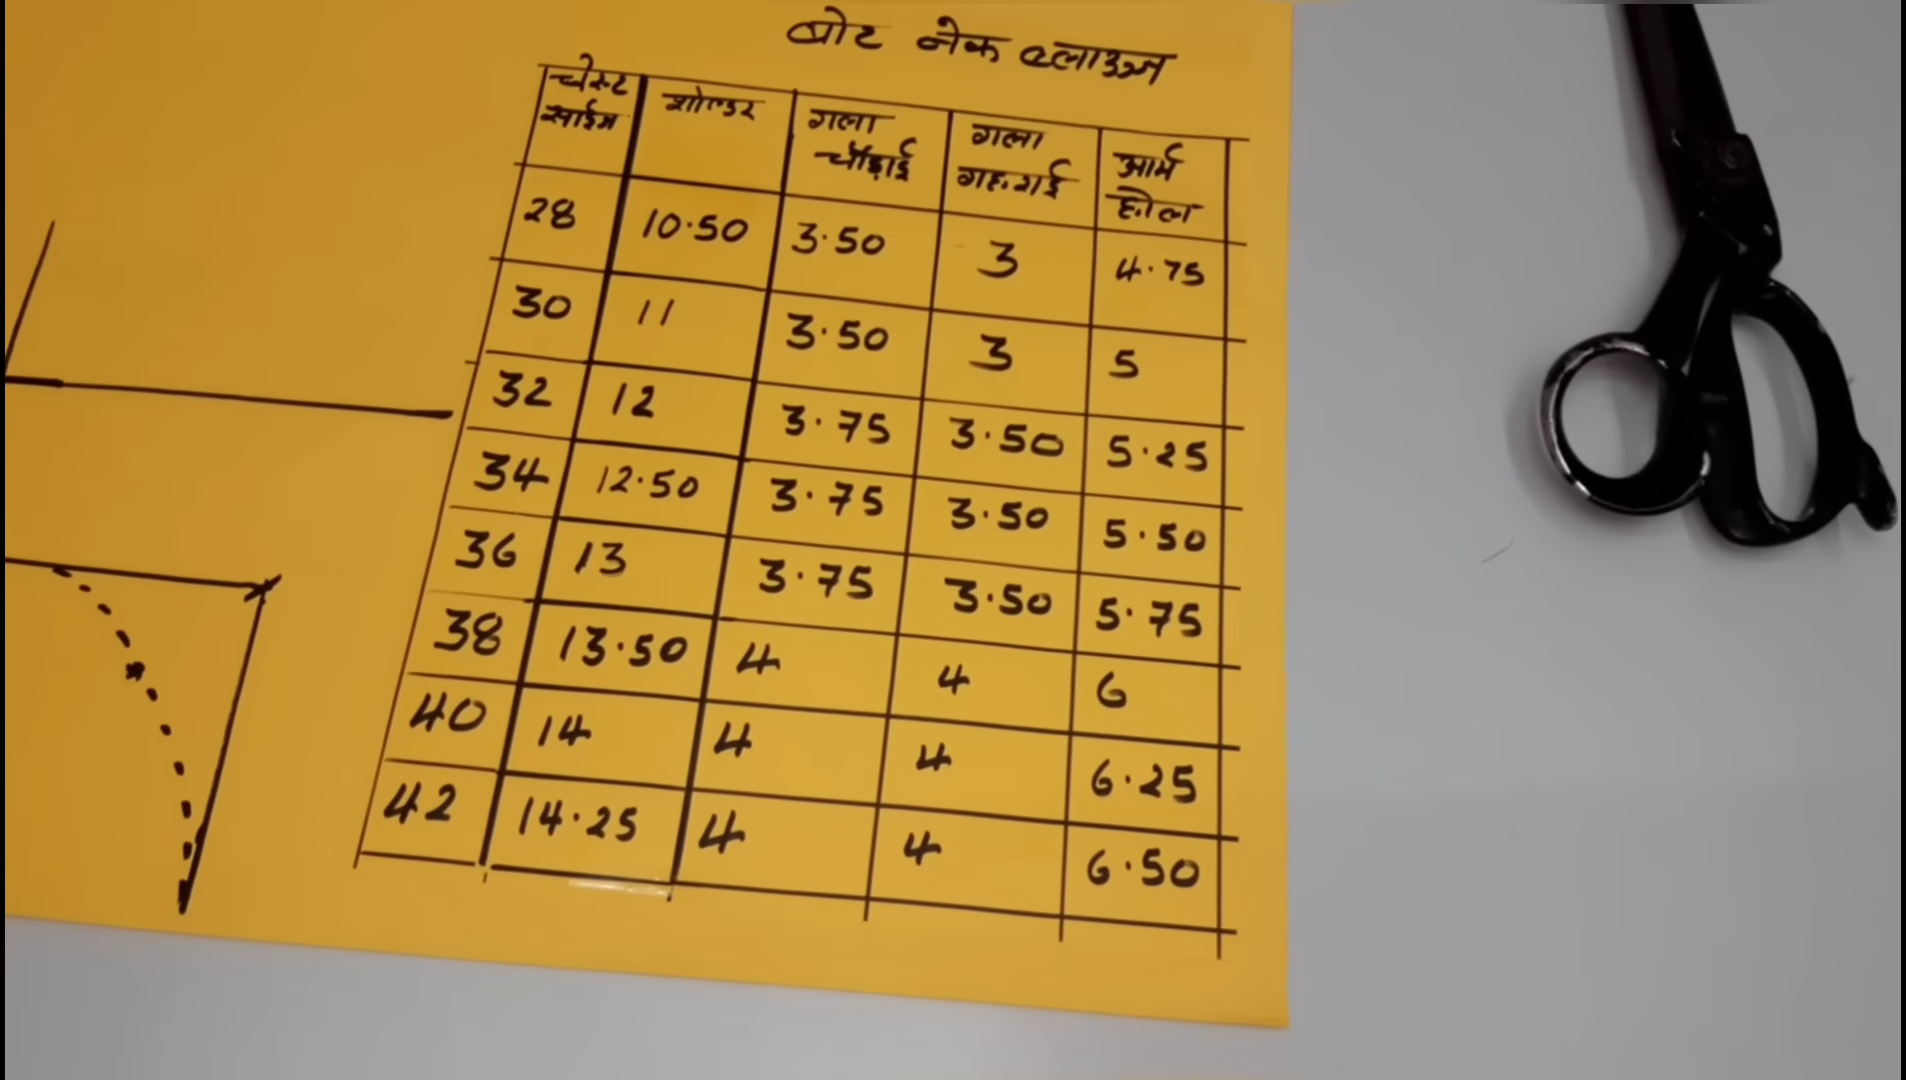 बोट नेक ब्लाउज
चेस्ट साईज शोल्डर गला चौड़ाई गला गहराई आर्म होल
28 10.50 3.50 3 4.75
30 11 3.50 3 5
32 12 3.75 3.50 5.25
34 12.50 3.75 3.50 5.50
36 13 3.75 3.50 5.75
38 13.50 4 4 6
40 14 4 4 6.25
42 14.25 4 4 6.50